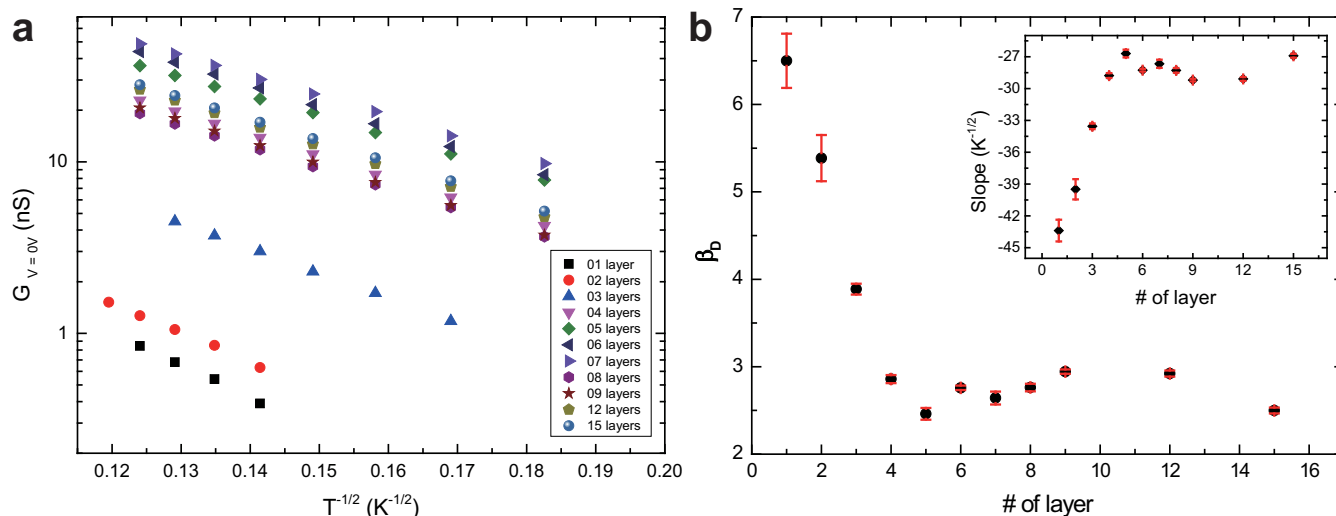 a
10
1
G V = 0V (nS)
0.12 0.13 0.14 0.15 0.16 0.17 0.18 0.19 0.20
T-1/2 (K-1/2)
01 layer
02 layers
03 layers
04 layers
05 layers
06 layers
07 layers
08 layers
09 layers
12 layers
15 layers
b
7
6
5
4
3
2
βD
0 2 4 6 8 10 12 14 16
# of layer
-27
-30
-33
-36
-39
-42
-45
Slope (K-1/2)
0 3 6 9 12 15
# of layer